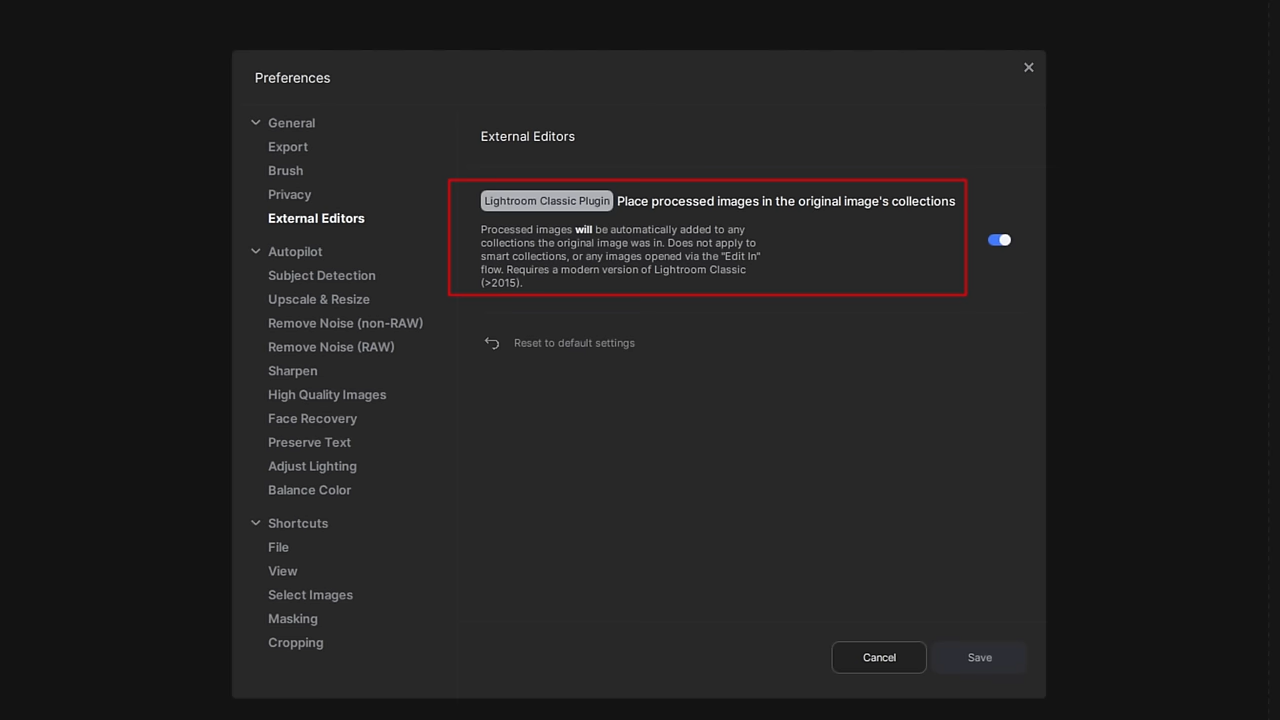 Preferences
General
Export
Brush
Privacy
External Editors
Autopilot
Subject Detection
Upscale & Resize
Remove Noise (non-RAW)
Remove Noise (RAW)
Sharpen
High Quality Images
Face Recovery
Preserve Text
Adjust Lighting
Balance Color
Shortcuts
File
View
Select Images
Masking
Cropping
External Editors
Lightroom Classic Plugin Place processed images in the original image's collections
Processed images will be automatically added to any
collections the original image was in. Does not apply to
smart collections, or any images opened via the "Edit In"
flow. Requires a modern version of Lightroom Classic
(>2015).
Reset to default settings
Cancel
Save